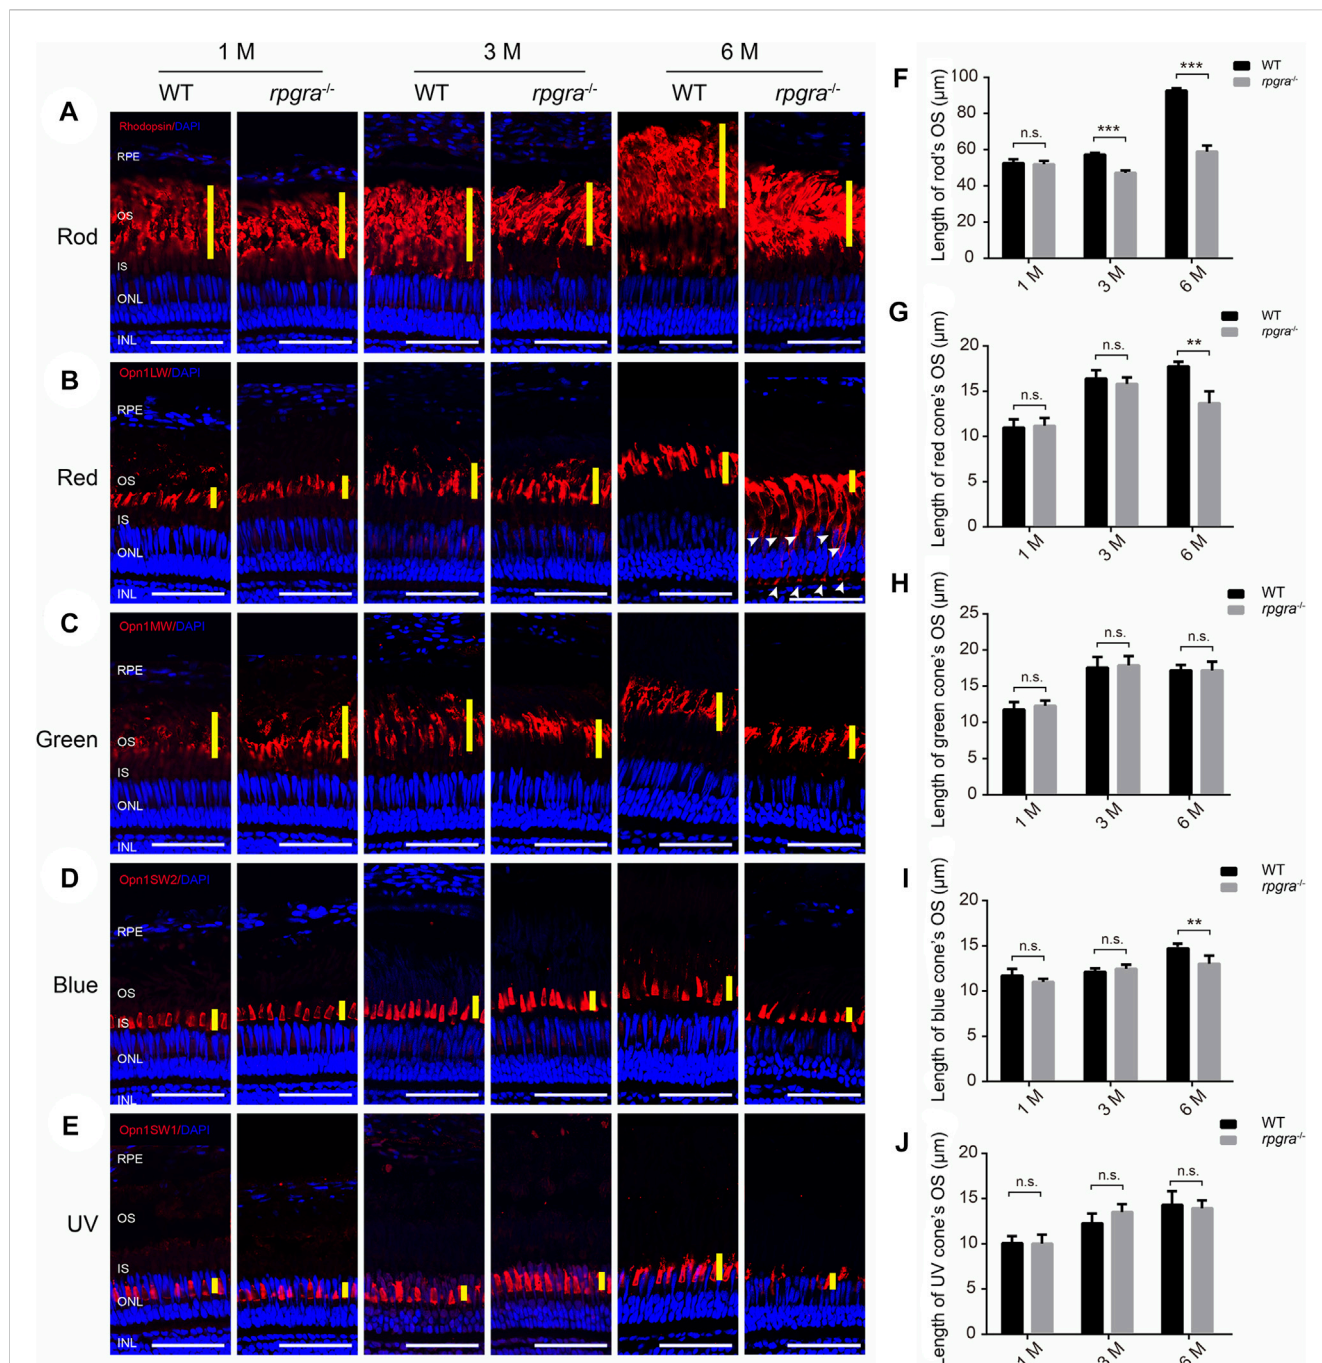 1 M 3 M 6 M
WT rpgra-/- WT rpgra-/- WT rpgra-/-
A
Rhodopsin/DAPI
RPE
OS
Rod
IS
ONL
INL
B
Opn1LW/DAPI
RPE
Red
OS
IS
ONL
INL
C
Opn1MW/DAPI
RPE
Green
OS
IS
ONL
INL
D
Opn1SW2/DAPI
RPE
Blue
OS
IS
ONL
INL
E
Opn1SW1/DAPI
RPE
UV
OS
IS
ONL
INL
F
WT
rpgra-/-
Length of rod's OS (μm)
100
80
60
40
20
0
n.s. *** ***
1 M 3 M 6 M
G
WT
rpgra-/-
Length of red cone's OS (μm)
20
15
10
5
0
n.s. n.s. **
1 M 3 M 6 M
H
WT
rpgra-/-
Length of green cone's OS (μm)
25
20
15
10
5
0
n.s. n.s. n.s.
1 M 3 M 6 M
I
WT
rpgra-/-
Length of blue cone's OS (μm)
20
15
10
5
0
n.s. n.s. **
1 M 3 M 6 M
J
WT
rpgra-/-
Length of UV cone's OS (μm)
20
15
10
5
0
n.s. n.s. n.s.
1 M 3 M 6 M